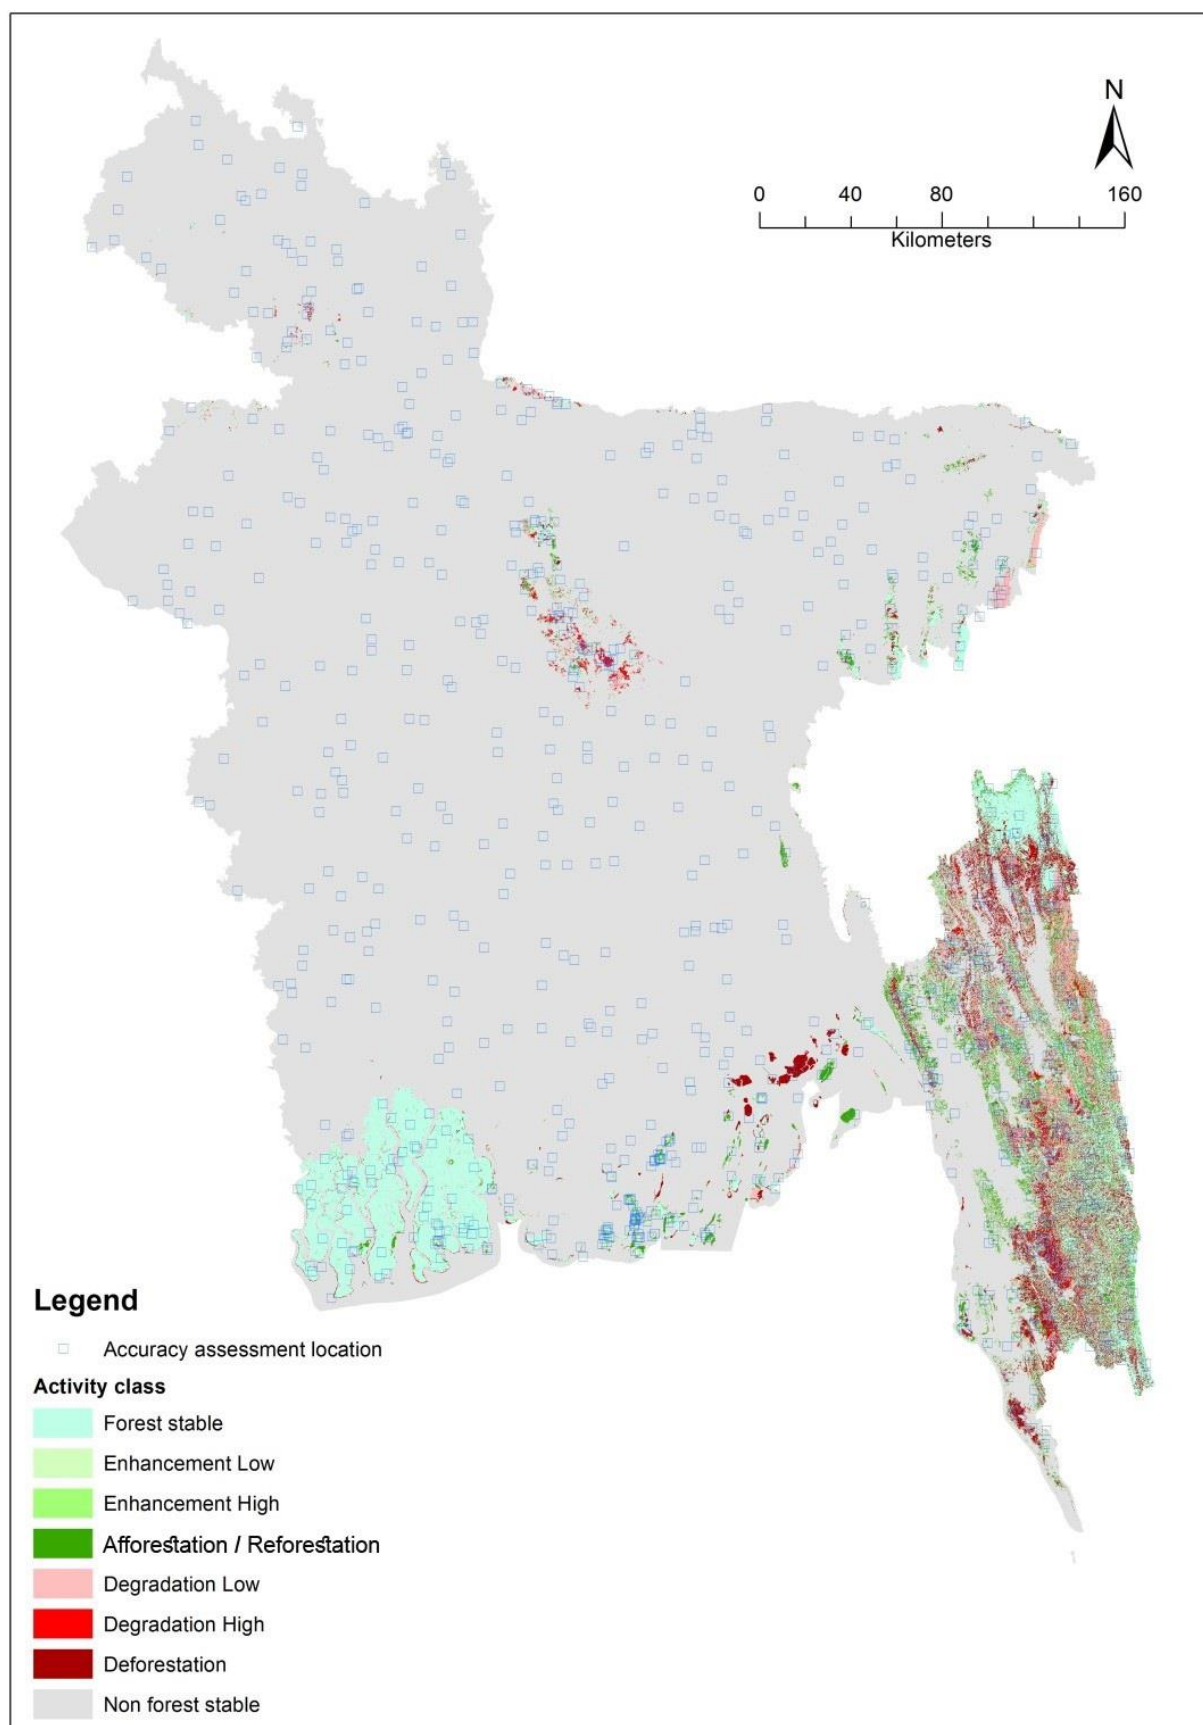 N
0 40 80 160
Kilometers
Legend
Accuracy assessment location
Activity class
Forest stable
Enhancement Low
Enhancement High
Afforestation / Reforestation
Degradation Low
Degradation High
Deforestation
Non forest stable